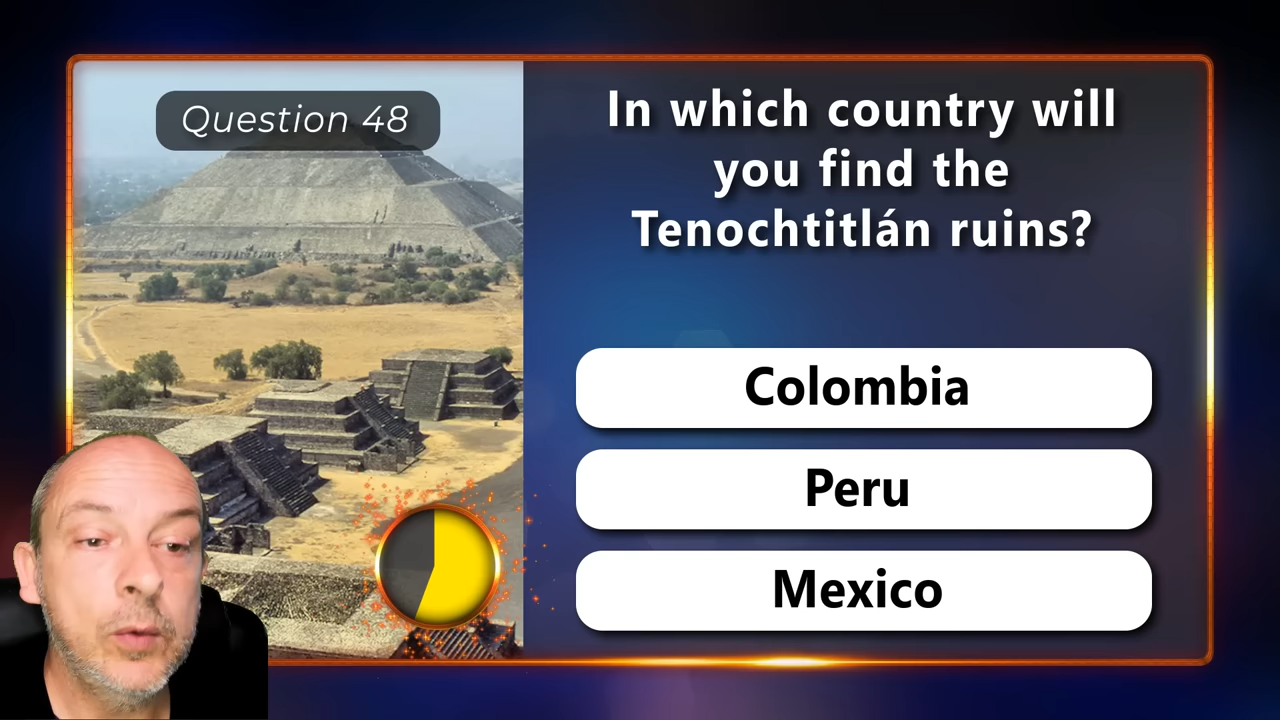 Question 48
In which country will
you find the
Tenochtitlán ruins?
Colombia
Peru
Mexico